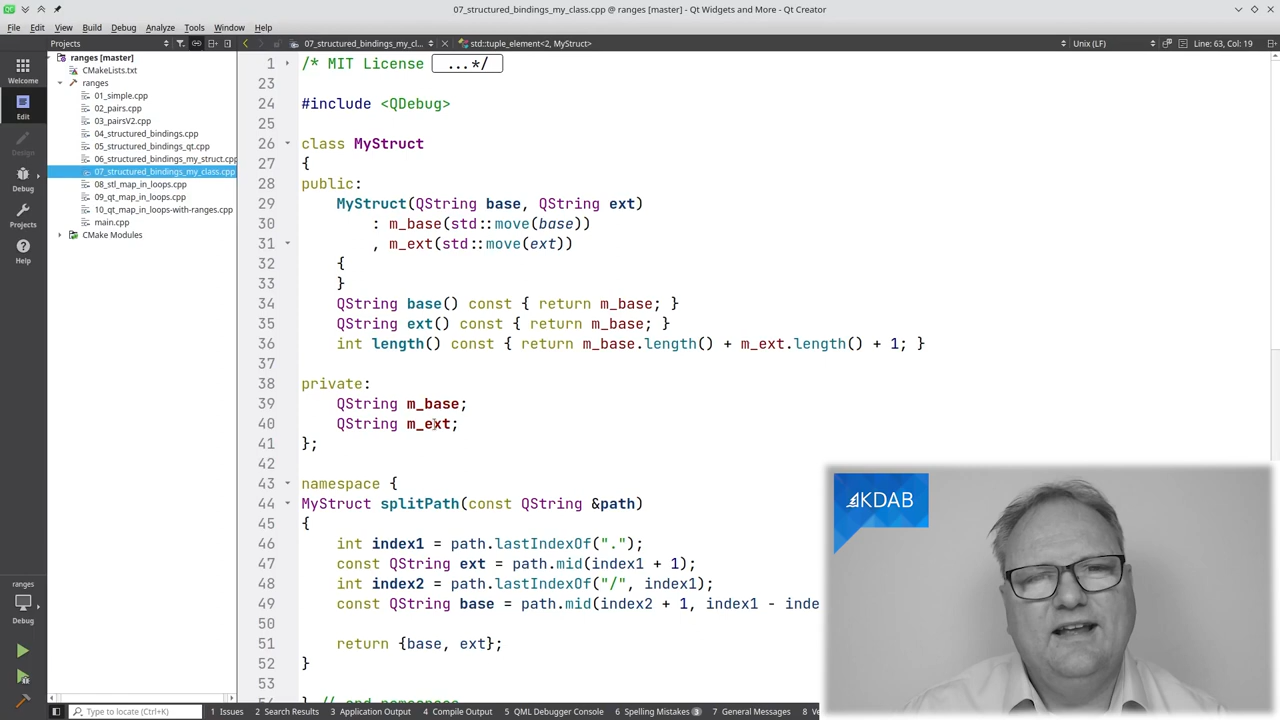 07_structured_bindings_my_class.cpp @ ranges [master] - Qt Widgets and More - Qt Creator
File Edit View Build Debug Analyze Tools Window Help
Projects
07_structured_bindings_my_cl...
std::tuple_element<2, MyStruct>
Unix (LF)
Line: 63, Col: 19
Welcome
Edit
Design
Debug
Projects
Help
ranges
Debug
ranges [master]
CMakeLists.txt
ranges
01_simple.cpp
02_pairs.cpp
03_pairsV2.cpp
04_structured_bindings.cpp
05_structured_bindings_qt.cpp
06_structured_bindings_my_struct.cpp
07_structured_bindings_my_class.cpp
08_stl_map_in_loops.cpp
09_qt_map_in_loops.cpp
10_qt_map_in_loops-with-ranges.cpp
main.cpp
CMake Modules
1 /* MIT License ...*/
23
24 #include <QDebug>
25
26 class MyStruct
27 {
28 public:
29 MyStruct(QString base, QString ext)
30 : m_base(std::move(base))
31 , m_ext(std::move(ext))
32 {
33 }
34 QString base() const { return m_base; }
35 QString ext() const { return m_base; }
36 int length() const { return m_base.length() + m_ext.length() + 1; }
37
38 private:
39 QString m_base;
40 QString m_ext;
41 };
42
43 namespace {
44 MyStruct splitPath(const QString &path)
45 {
46 int index1 = path.lastIndexOf(".");
47 const QString ext = path.mid(index1 + 1);
48 int index2 = path.lastIndexOf("/", index1);
49 const QString base = path.mid(index2 + 1, index1 - inde
50
51 return {base, ext};
52 }
53
54 } // end namespace
KDAB
Type to locate (Ctrl+K)
1 Issues
2 Search Results
3 Application Output
4 Compile Output
5 QML Debugger Console
6 Spelling Mistakes 3
7 General Messages
8 Ve